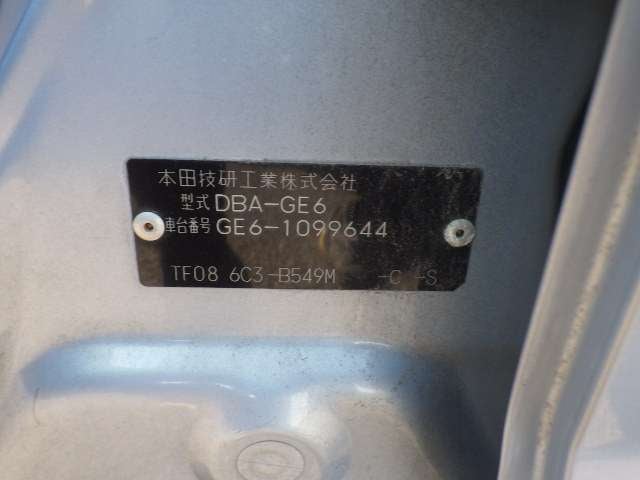 本田技研工業株式会社
型式 DBA-GE6
車台番号 GE6-1099644
TF08 6C3-B549M -C -S